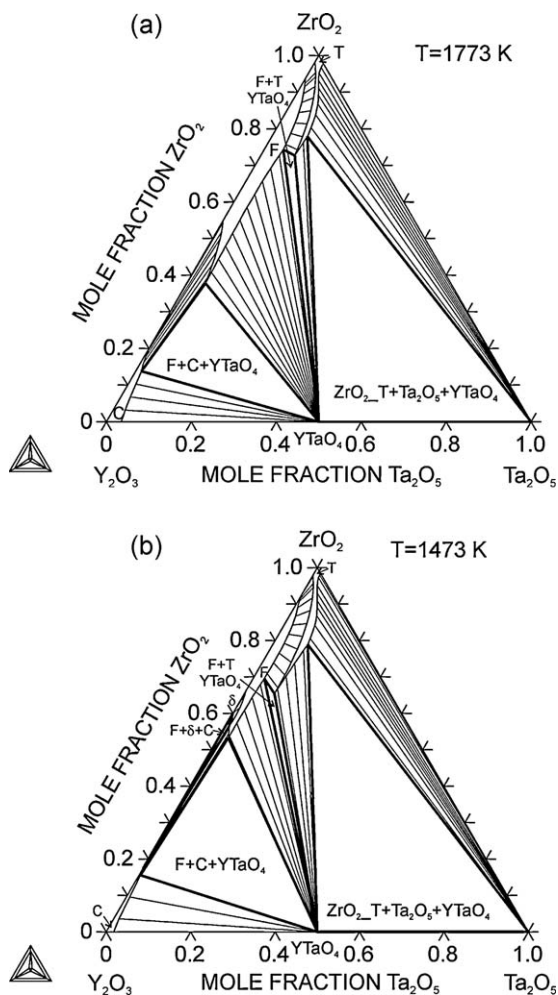 (a)
ZrO₂
T=1773 K
1.0
T
F+T
YTaO₄
0.8
F
0.6
MOLE FRACTION ZrO₂
0.4
0.2
F+C+YTaO₄
ZrO₂_T+Ta₂O₅+YTaO₄
C
0
YTaO₄
0 0.2 0.4 0.6 0.8 1.0
Y₂O₃ MOLE FRACTION Ta₂O₅ Ta₂O₅
(b)
ZrO₂
T=1473 K
1.0
T
0.8
F+T
YTaO₄
F
δ
0.6
F+δ+C
MOLE FRACTION ZrO₂
0.4
0.2
F+C+YTaO₄
ZrO₂_T+Ta₂O₅+YTaO₄
C
0
YTaO₄
0 0.2 0.4 0.6 0.8 1.0
Y₂O₃ MOLE FRACTION Ta₂O₅ Ta₂O₅